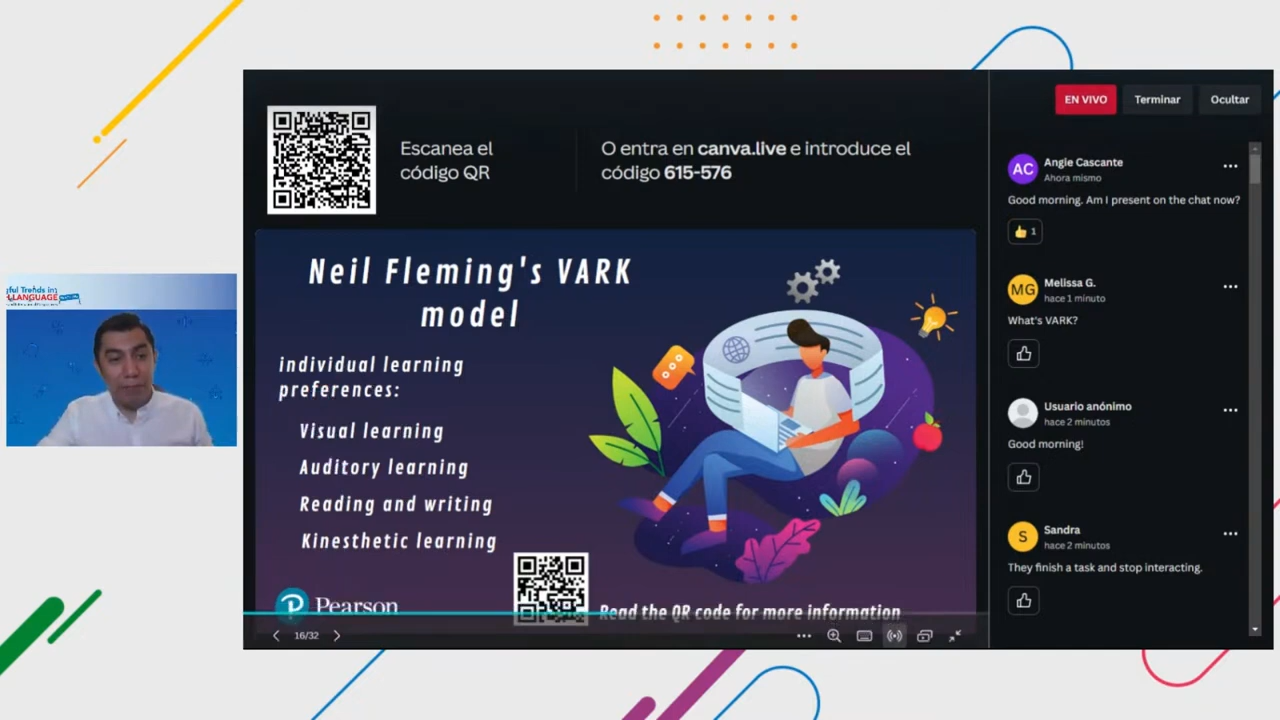 Escanea el
código QR
O entra en canva.live e introduce el
código 615-576
EN VIVO
Terminar
Ocultar
AC
Angie Cascante
Ahora mismo
Good morning. Am I present on the chat now?
1
MG
Melissa G.
hace 1 minuto
What's VARK?
Usuario anónimo
hace 2 minutos
Good morning!
S
Sandra
hace 2 minutos
They finish a task and stop interacting.
Neil Fleming's VARK
model
individual learning
preferences:
Visual learning
Auditory learning
Reading and writing
Kinesthetic learning
P Pearson
Read the QR code for more information
16/32
Trends in
LANGUAGE